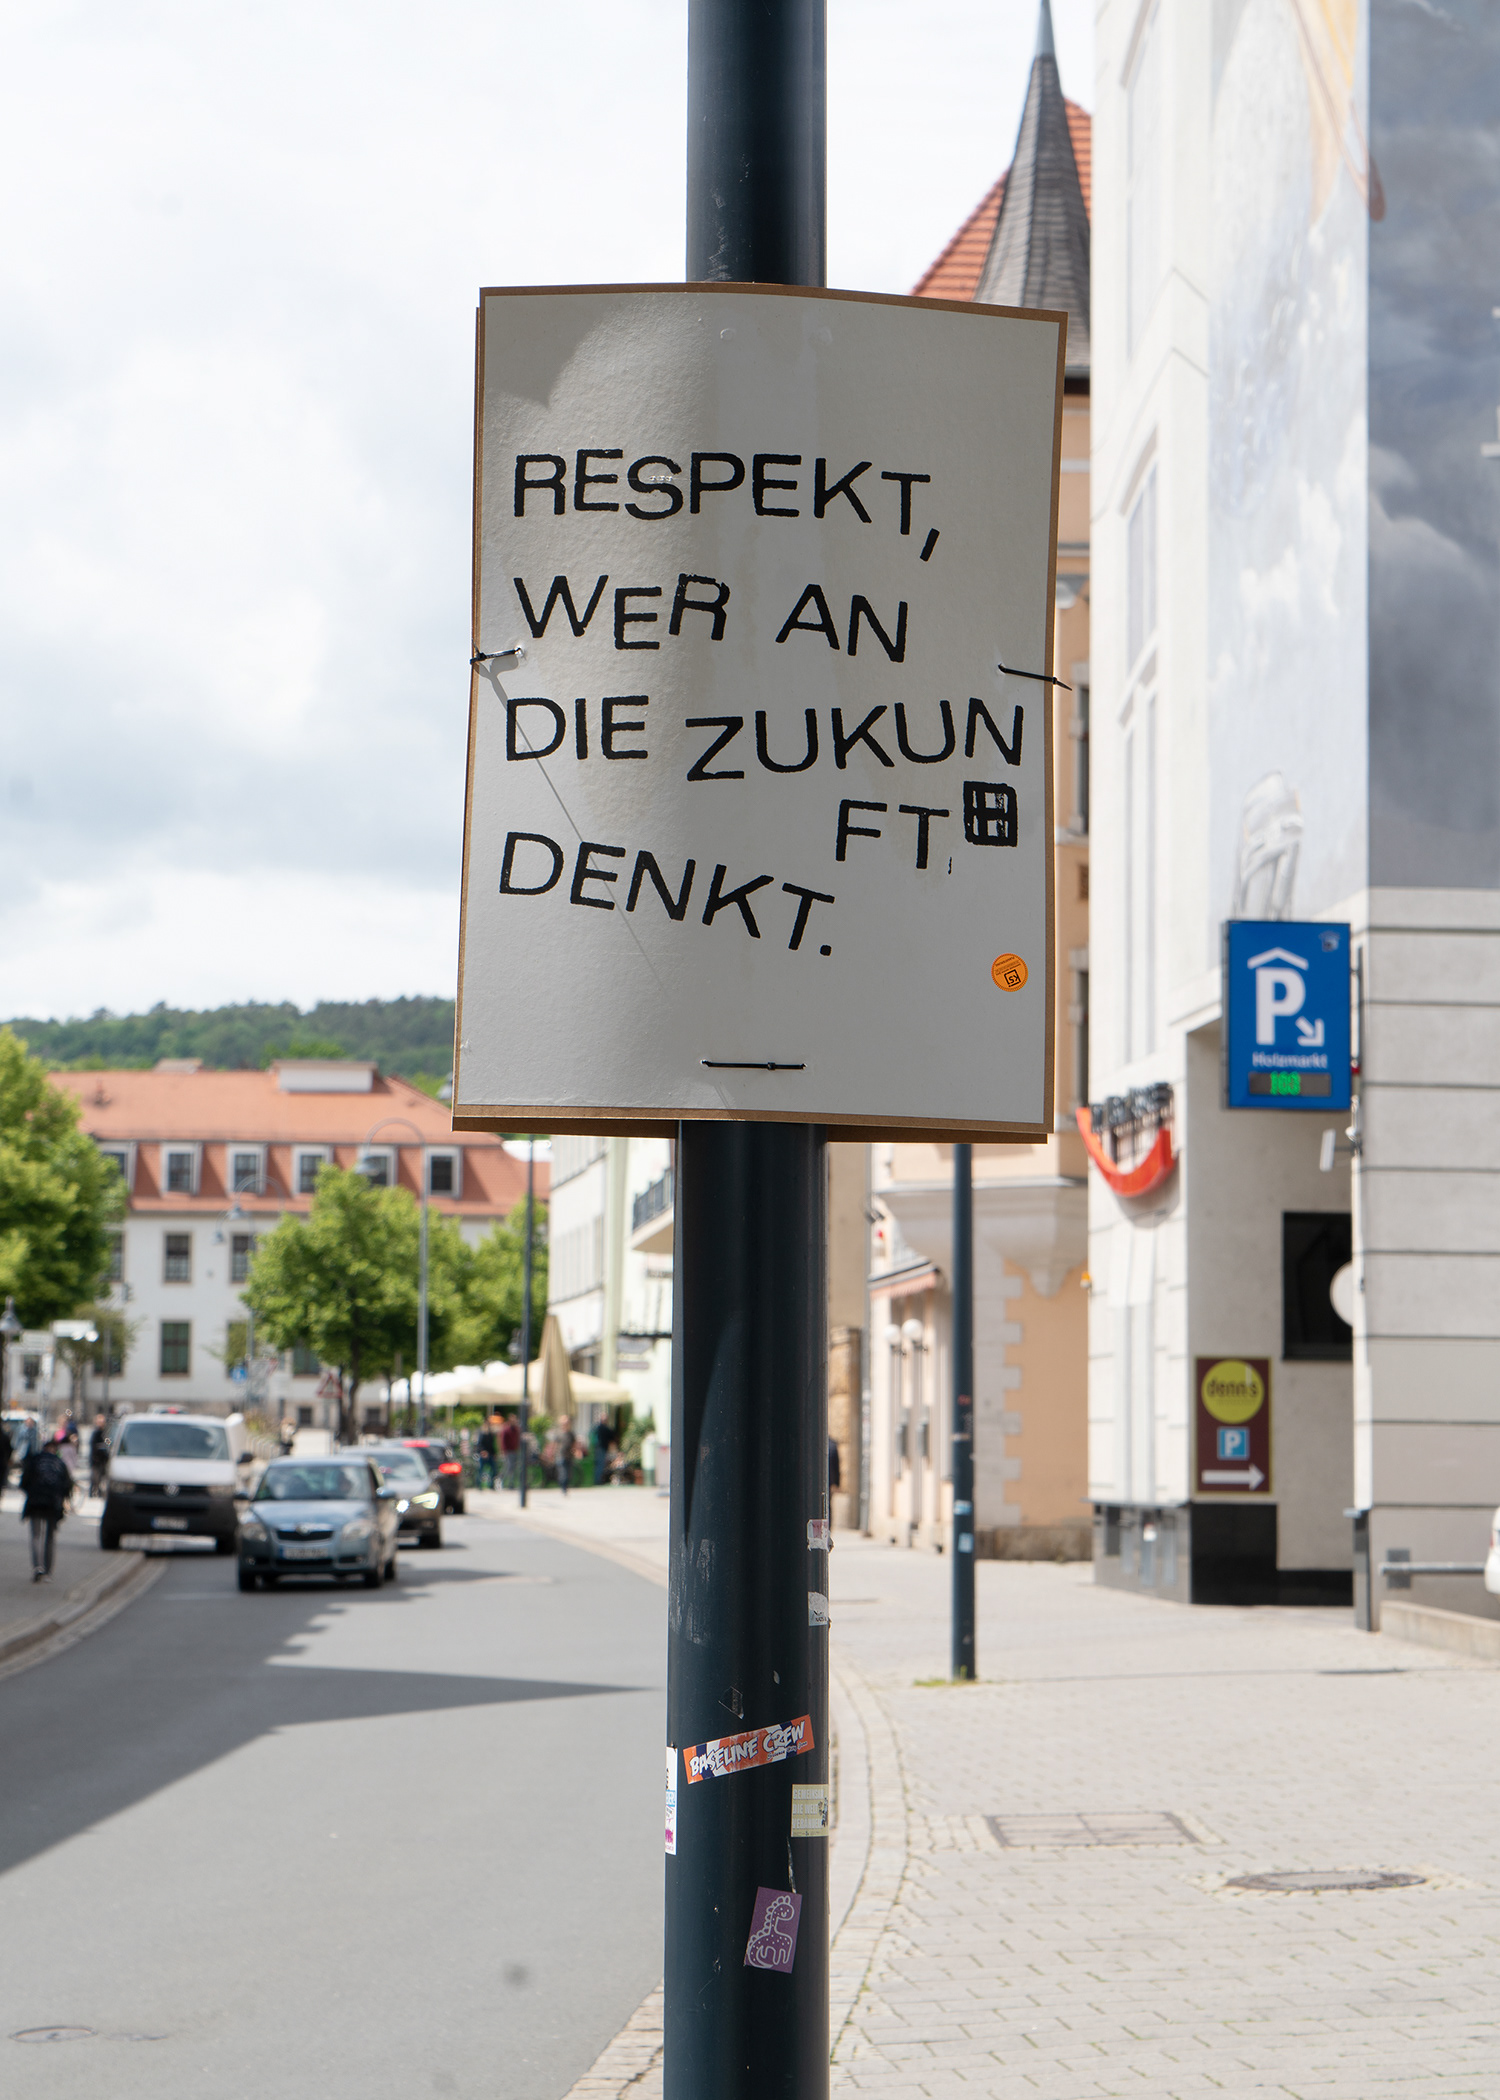 RESPEKT,
WER AN
DIE ZUKUN
FT
DENKT.
P
Holzmarkt
denn's
P
BASELINE CREW